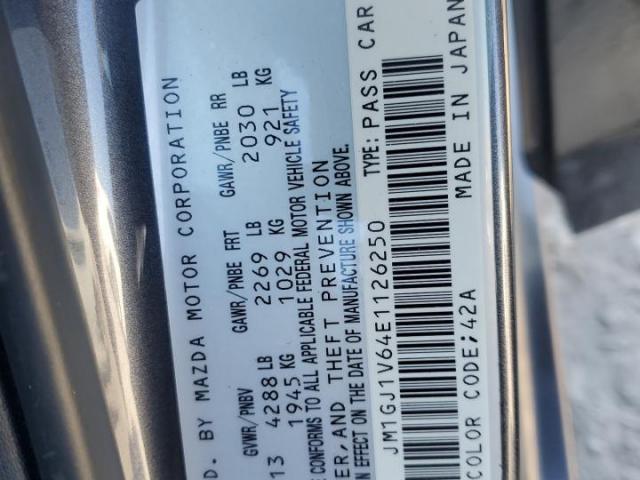 D. BY MAZDA MOTOR CORPORATION
GVWR/PNBV GAWR/PNBE FRT GAWR/PNBE RR
13 4288 LB 2269 LB 2030 LB
1945 KG 1029 KG 921 KG
E CONFORMS TO ALL APPLICABLE FEDERAL MOTOR VEHICLE SAFETY
ER, AND THEFT PREVENTION
IN EFFECT ON THE DATE OF MANUFACTURE SHOWN ABOVE.
JM1GJ1V64E1126250 TYPE: PASS CAR
COLOR CODE; 42A MADE IN JAPAN